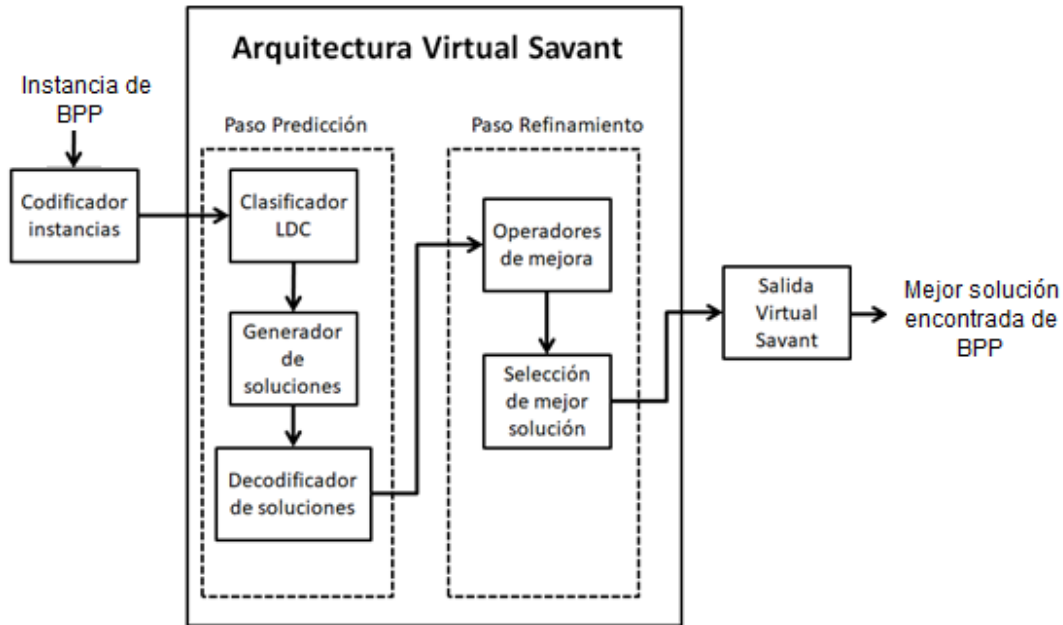 Arquitectura Virtual Savant
Instancia de
BPP
Codificador
instancias
Paso Predicción
Clasificador
LDC
Generador
de
soluciones
Decodificador
de soluciones
Paso Refinamiento
Operadores
de mejora
Selección
de mejor
solución
Salida
Virtual
Savant
Mejor solución
encontrada de
BPP